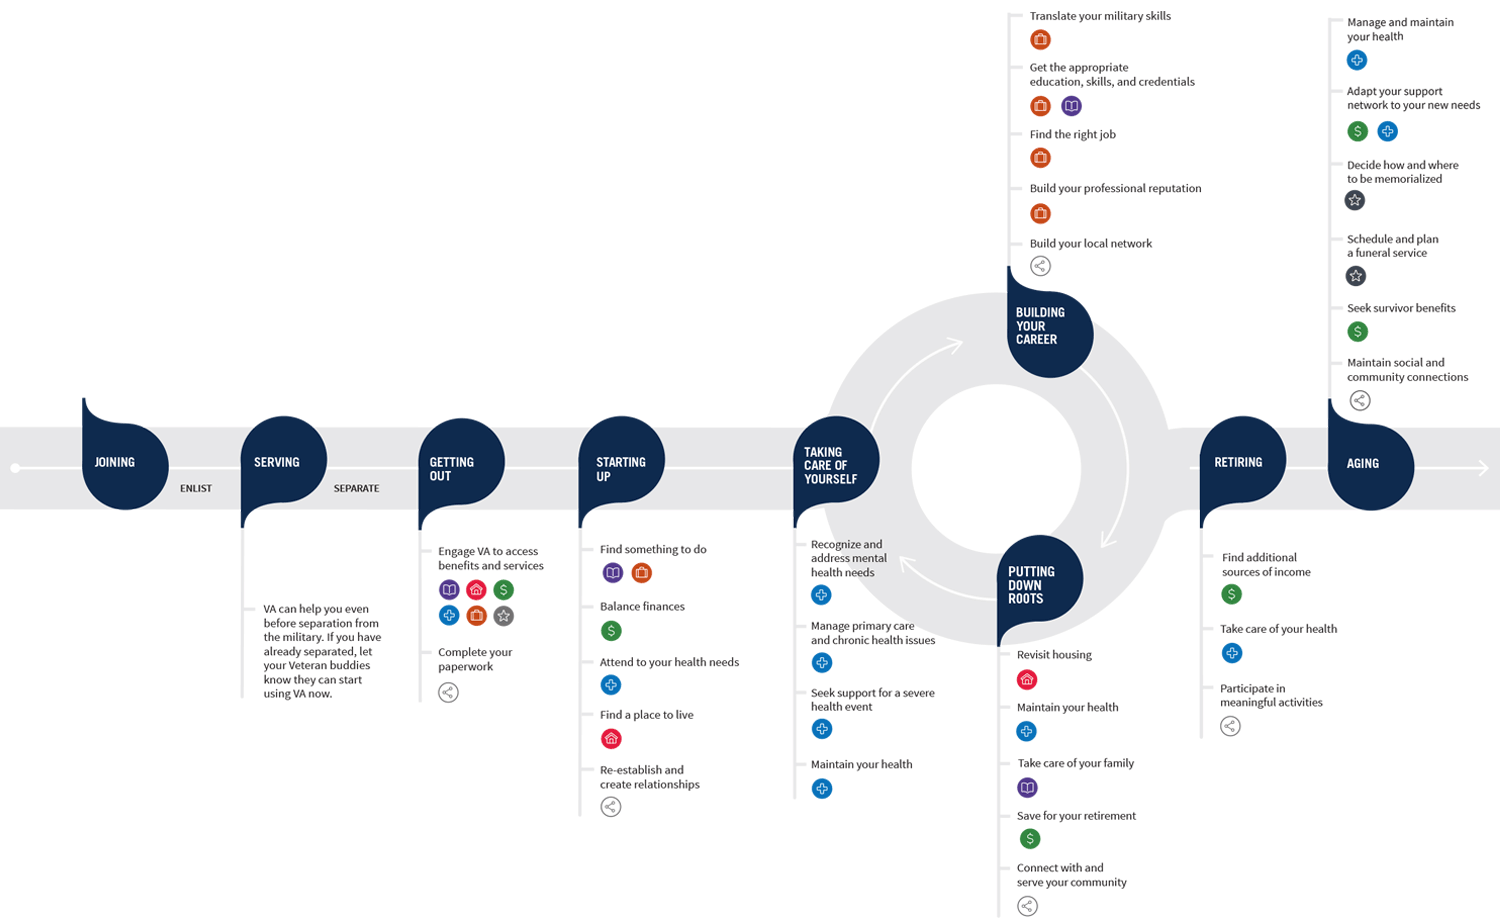 JOINING
ENLIST
SERVING
VA can help you even
before separation from
the military. If you have
already separated, let
your Veteran buddies
know they can start
using VA now.
SEPARATE
GETTING
OUT
Engage VA to access
benefits and services
Complete your
paperwork
STARTING
UP
Find something to do
Balance finances
Attend to your health needs
Find a place to live
Re-establish and
create relationships
TAKING
CARE OF
YOURSELF
Recognize and
address mental
health needs
Manage primary care
and chronic health issues
Seek support for a severe
health event
Maintain your health
Translate your military skills
Get the appropriate
education, skills, and credentials
Find the right job
Build your professional reputation
Build your local network
BUILDING
YOUR
CAREER
PUTTING
DOWN
ROOTS
Revisit housing
Maintain your health
Take care of your family
Save for your retirement
Connect with and
serve your community
RETIRING
Find additional
sources of income
Take care of your health
Participate in
meaningful activities
Manage and maintain
your health
Adapt your support
network to your new needs
Decide how and where
to be memorialized
Schedule and plan
a funeral service
Seek survivor benefits
Maintain social and
community connections
AGING